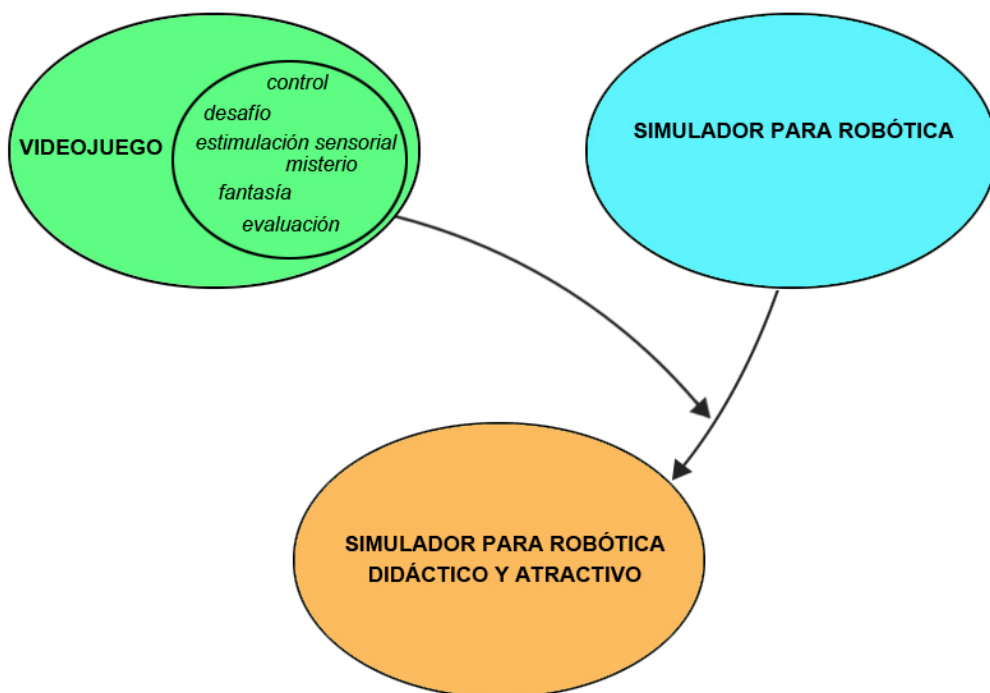 VIDEOJUEGO
control
desafío
estimulación sensorial
misterio
fantasía
evaluación
SIMULADOR PARA ROBÓTICA
SIMULADOR PARA ROBÓTICA
DIDÁCTICO Y ATRACTIVO